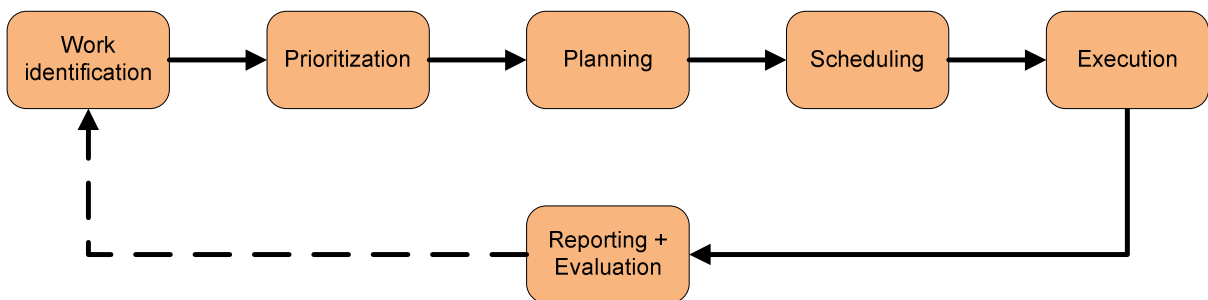 Work
identification
Prioritization
Planning
Scheduling
Execution
Reporting +
Evaluation